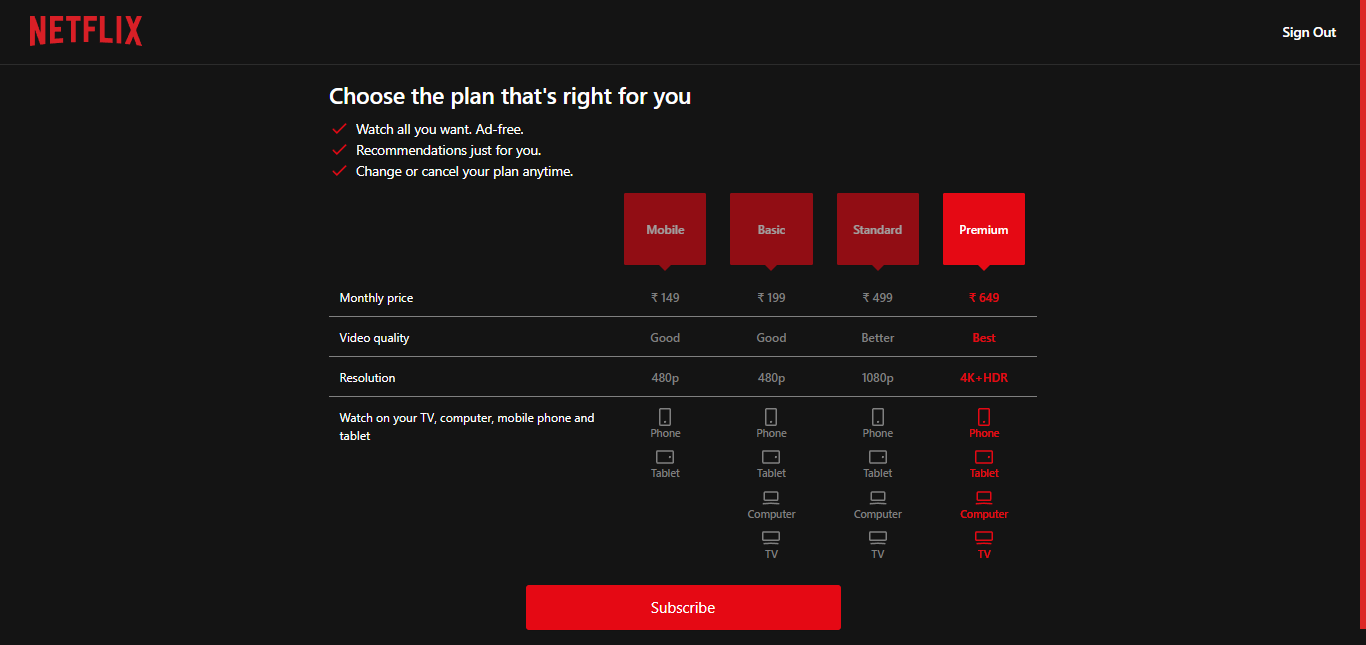 NETFLIX
Sign Out
Choose the plan that's right for you
Watch all you want. Ad-free.
Recommendations just for you.
Change or cancel your plan anytime.
Mobile Basic Standard Premium
Monthly price ₹ 149 ₹ 199 ₹ 499 ₹ 649
Video quality Good Good Better Best
Resolution 480p 480p 1080p 4K+HDR
Watch on your TV, computer, mobile phone and
tablet
Phone Phone Phone Phone
Tablet Tablet Tablet Tablet
Computer Computer Computer
TV TV TV
Subscribe